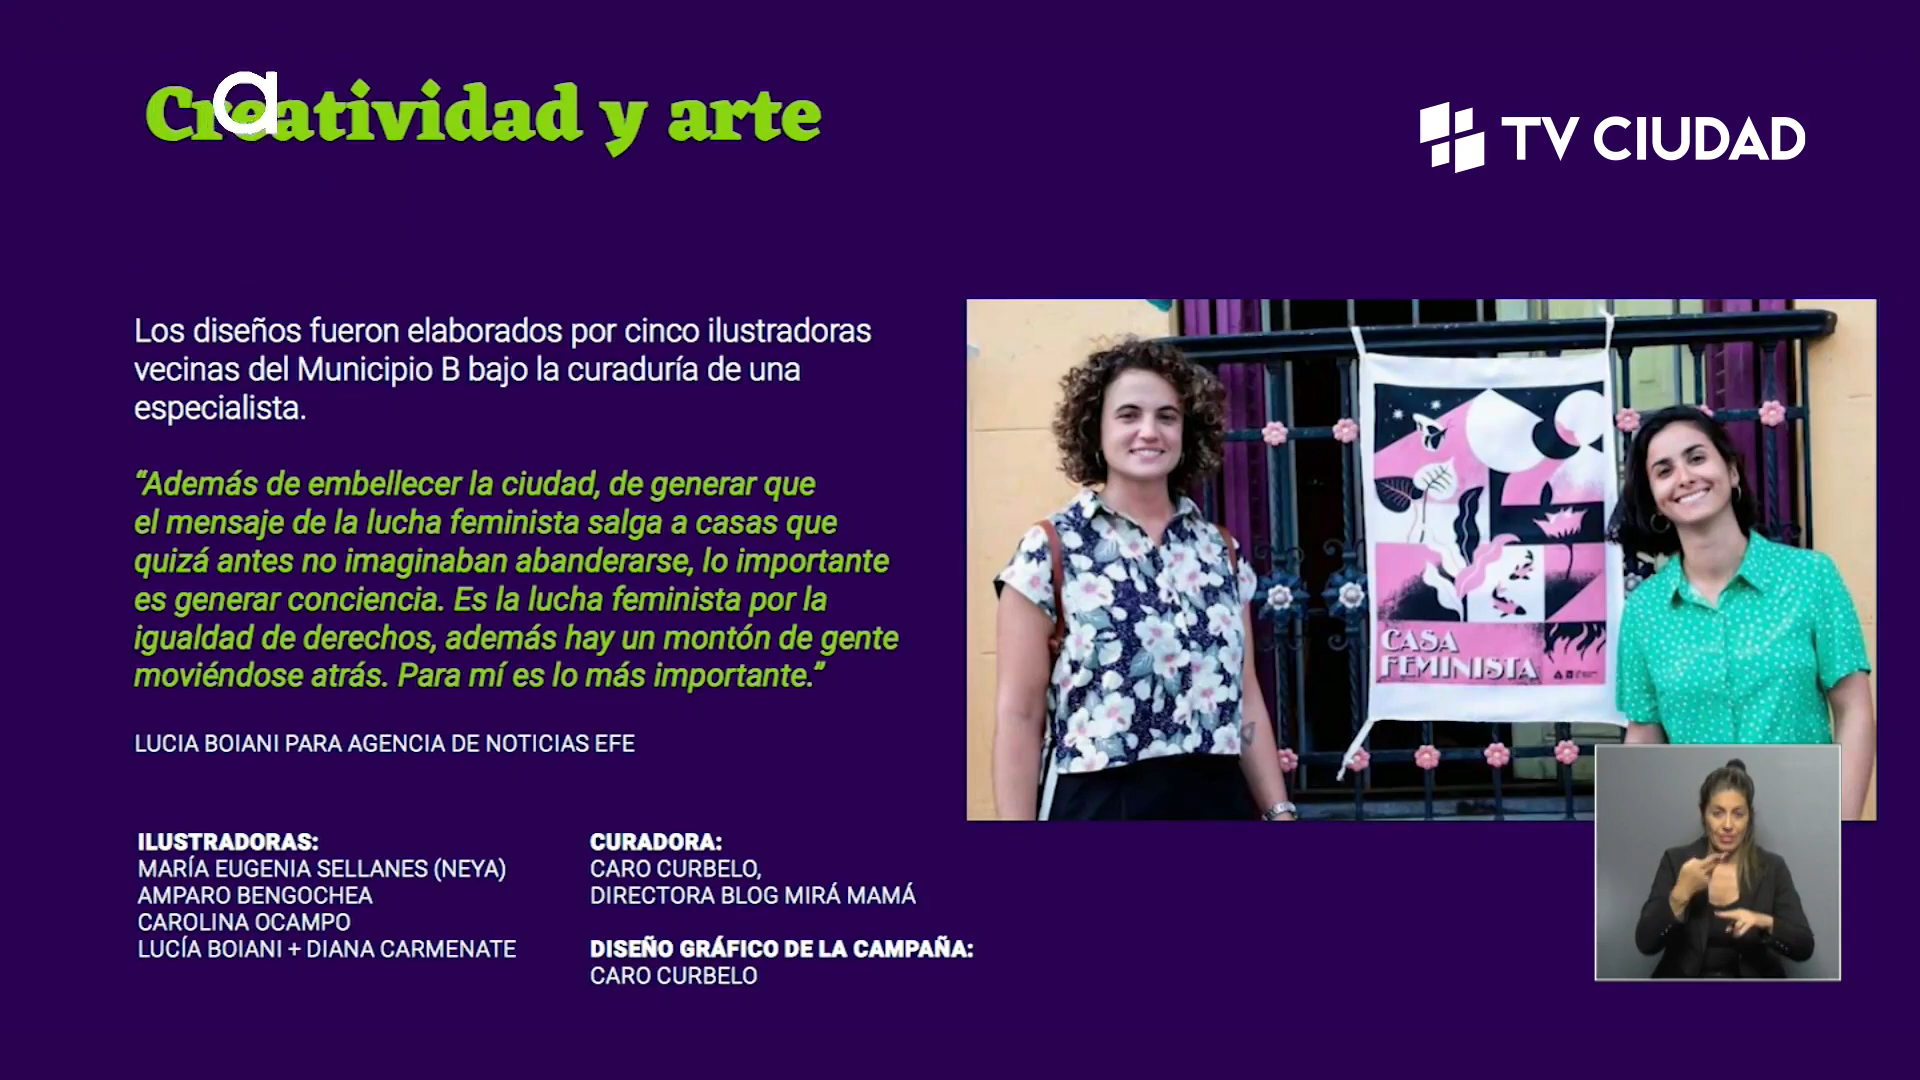 Creatividad y arte
a
TV CIUDAD
Los diseños fueron elaborados por cinco ilustradoras
vecinas del Municipio B bajo la curaduría de una
especialista.
“Además de embellecer la ciudad, de generar que
el mensaje de la lucha feminista salga a casas que
quizá antes no imaginaban abanderarse, lo importante
es generar conciencia. Es la lucha feminista por la
igualdad de derechos, además hay un montón de gente
moviéndose atrás. Para mí es lo más importante.”
LUCIA BOIANI PARA AGENCIA DE NOTICIAS EFE
CASA
FEMINISTA
ILUSTRADORAS:
MARÍA EUGENIA SELLANES (NEYA)
AMPARO BENGOCHEA
CAROLINA OCAMPO
LUCÍA BOIANI + DIANA CARMENATE
CURADORA:
CARO CURBELO,
DIRECTORA BLOG MIRÁ MAMÁ
DISEÑO GRÁFICO DE LA CAMPAÑA:
CARO CURBELO